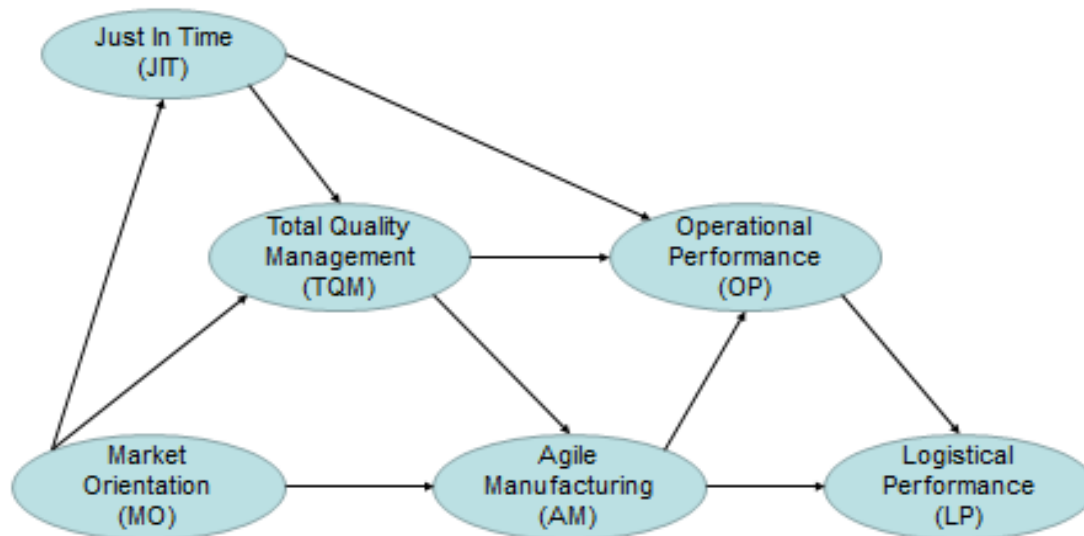 Just In Time
(JIT)
Total Quality
Management
(TQM)
Operational
Performance
(OP)
Market
Orientation
(MO)
Agile
Manufacturing
(AM)
Logistical
Performance
(LP)